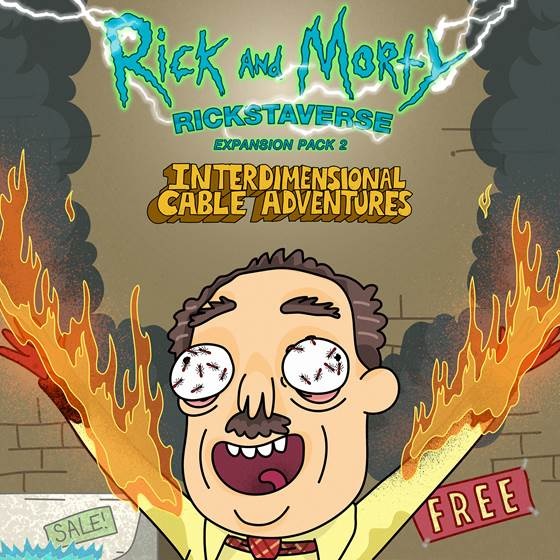 RICK AND MORTY
RICKSTAVERSE
EXPANSION PACK 2
INTERDIMENSIONAL
CABLE ADVENTURES
SALE!
FREE